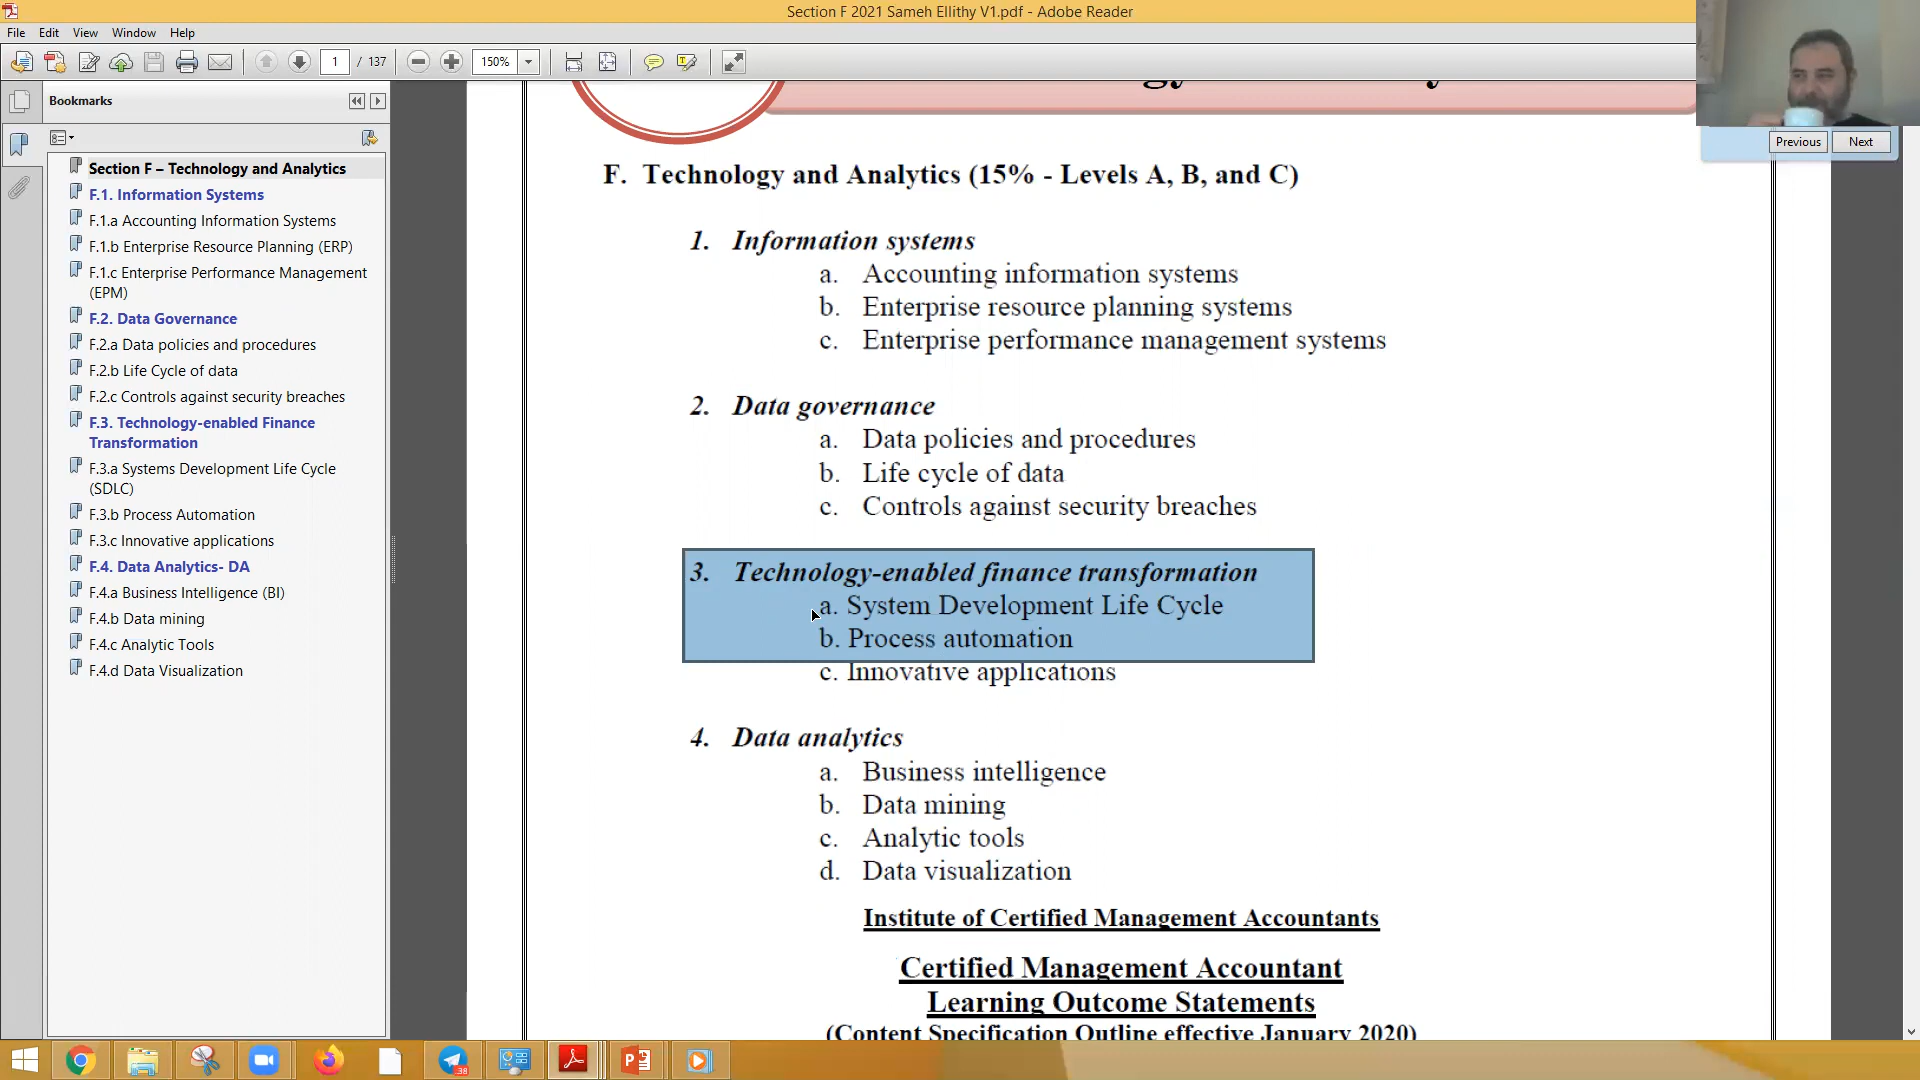 Section F 2021 Sameh Ellithy V1.pdf - Adobe Reader
File Edit View Window Help
1 / 137 150%
Bookmarks
Previous Next
Section F – Technology and Analytics
F.1. Information Systems
F.1.a Accounting Information Systems
F.1.b Enterprise Resource Planning (ERP)
F.1.c Enterprise Performance Management
(EPM)
F.2. Data Governance
F.2.a Data policies and procedures
F.2.b Life Cycle of data
F.2.c Controls against security breaches
F.3. Technology-enabled Finance
Transformation
F.3.a Systems Development Life Cycle
(SDLC)
F.3.b Process Automation
F.3.c Innovative applications
F.4. Data Analytics- DA
F.4.a Business Intelligence (BI)
F.4.b Data mining
F.4.c Analytic Tools
F.4.d Data Visualization
F. Technology and Analytics (15% - Levels A, B, and C)
1. Information systems
a. Accounting information systems
b. Enterprise resource planning systems
c. Enterprise performance management systems
2. Data governance
a. Data policies and procedures
b. Life cycle of data
c. Controls against security breaches
3. Technology-enabled finance transformation
a. System Development Life Cycle
b. Process automation
c. Innovative applications
4. Data analytics
a. Business intelligence
b. Data mining
c. Analytic tools
d. Data visualization
Institute of Certified Management Accountants
Certified Management Accountant
Learning Outcome Statements
(Content Specification Outline effective January 2020)
38